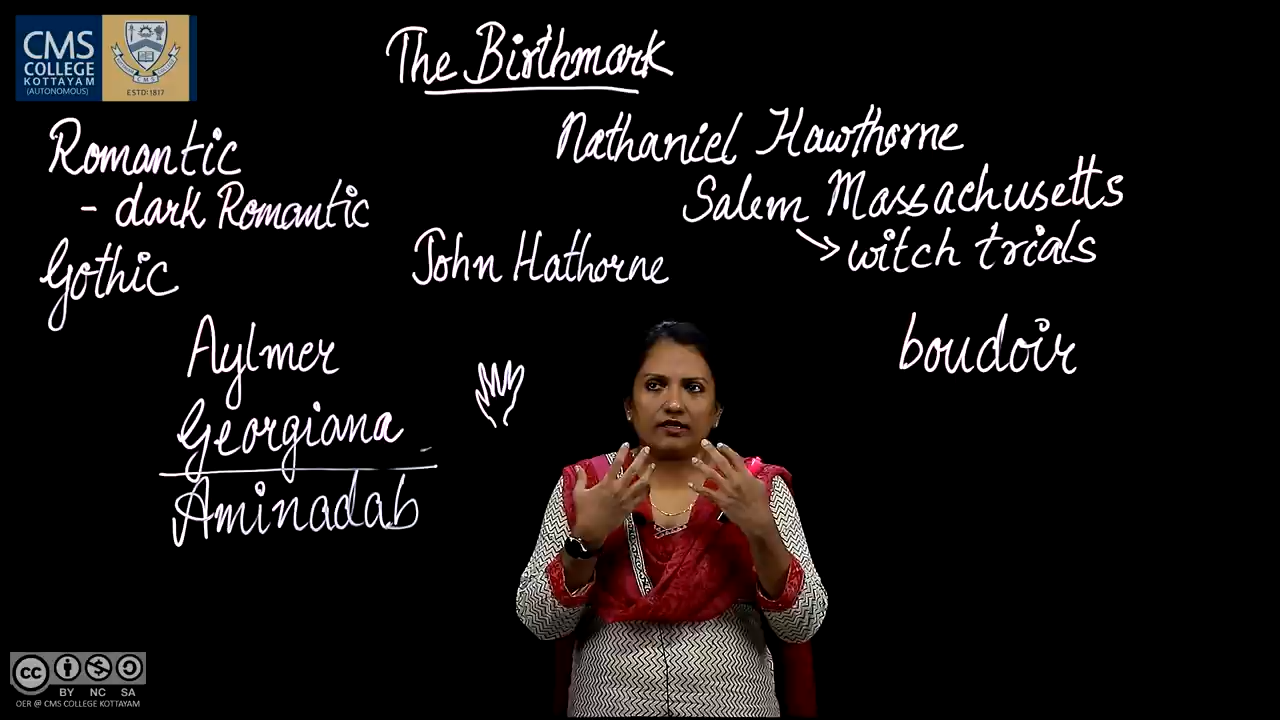 CMS
COLLEGE
KOTTAYAM
(AUTONOMOUS)
ESTD:1817
The Birthmark
Nathaniel Hawthorne
Salem Massachusetts
witch trials
Romantic
- dark Romantic
Gothic
John Hathorne
Aylmer
Georgiana
Aminadab
boudoir
cc
BY NC SA
OER @ CMS COLLEGE KOTTAYAM